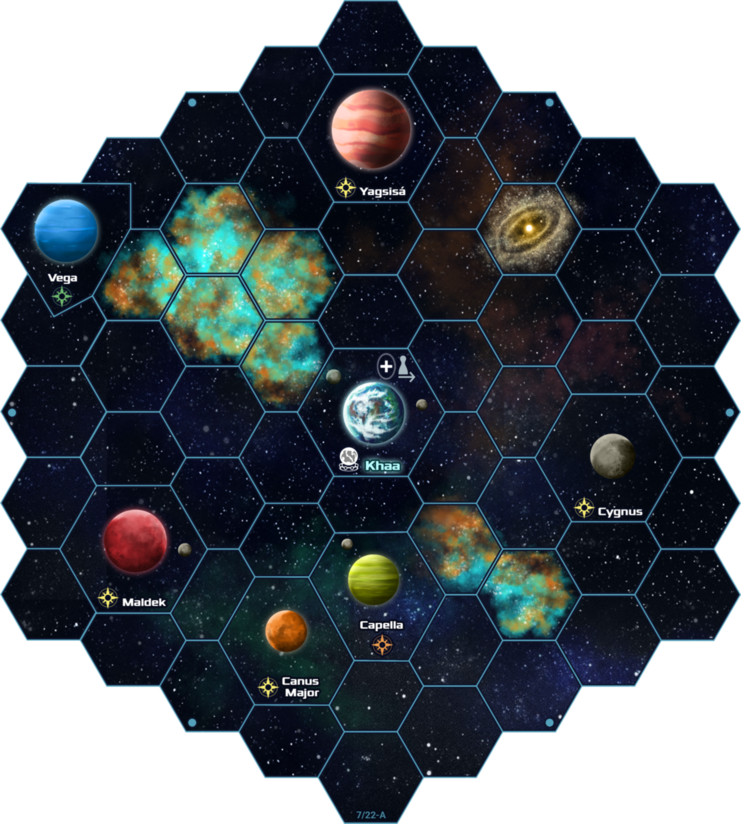 Yagsisá
Vega
Khaa
Cygnus
Maldek
Capella
Canus
Major
7/22-A